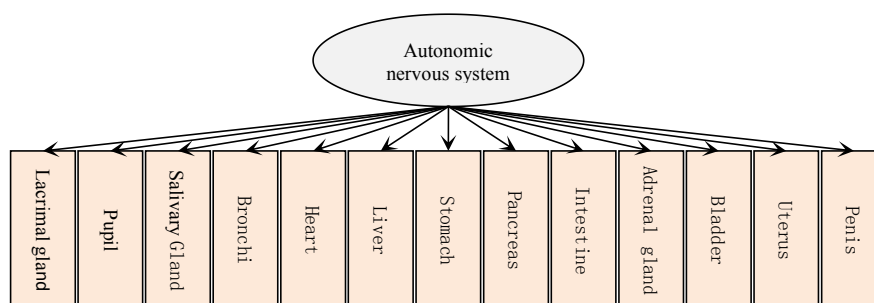 Autonomic
nervous system
Lacrimal gland
Pupil
Salivary Gland
Bronchi
Heart
Liver
Stomach
Pancreas
Intestine
Adrenal gland
Bladder
Uterus
Penis